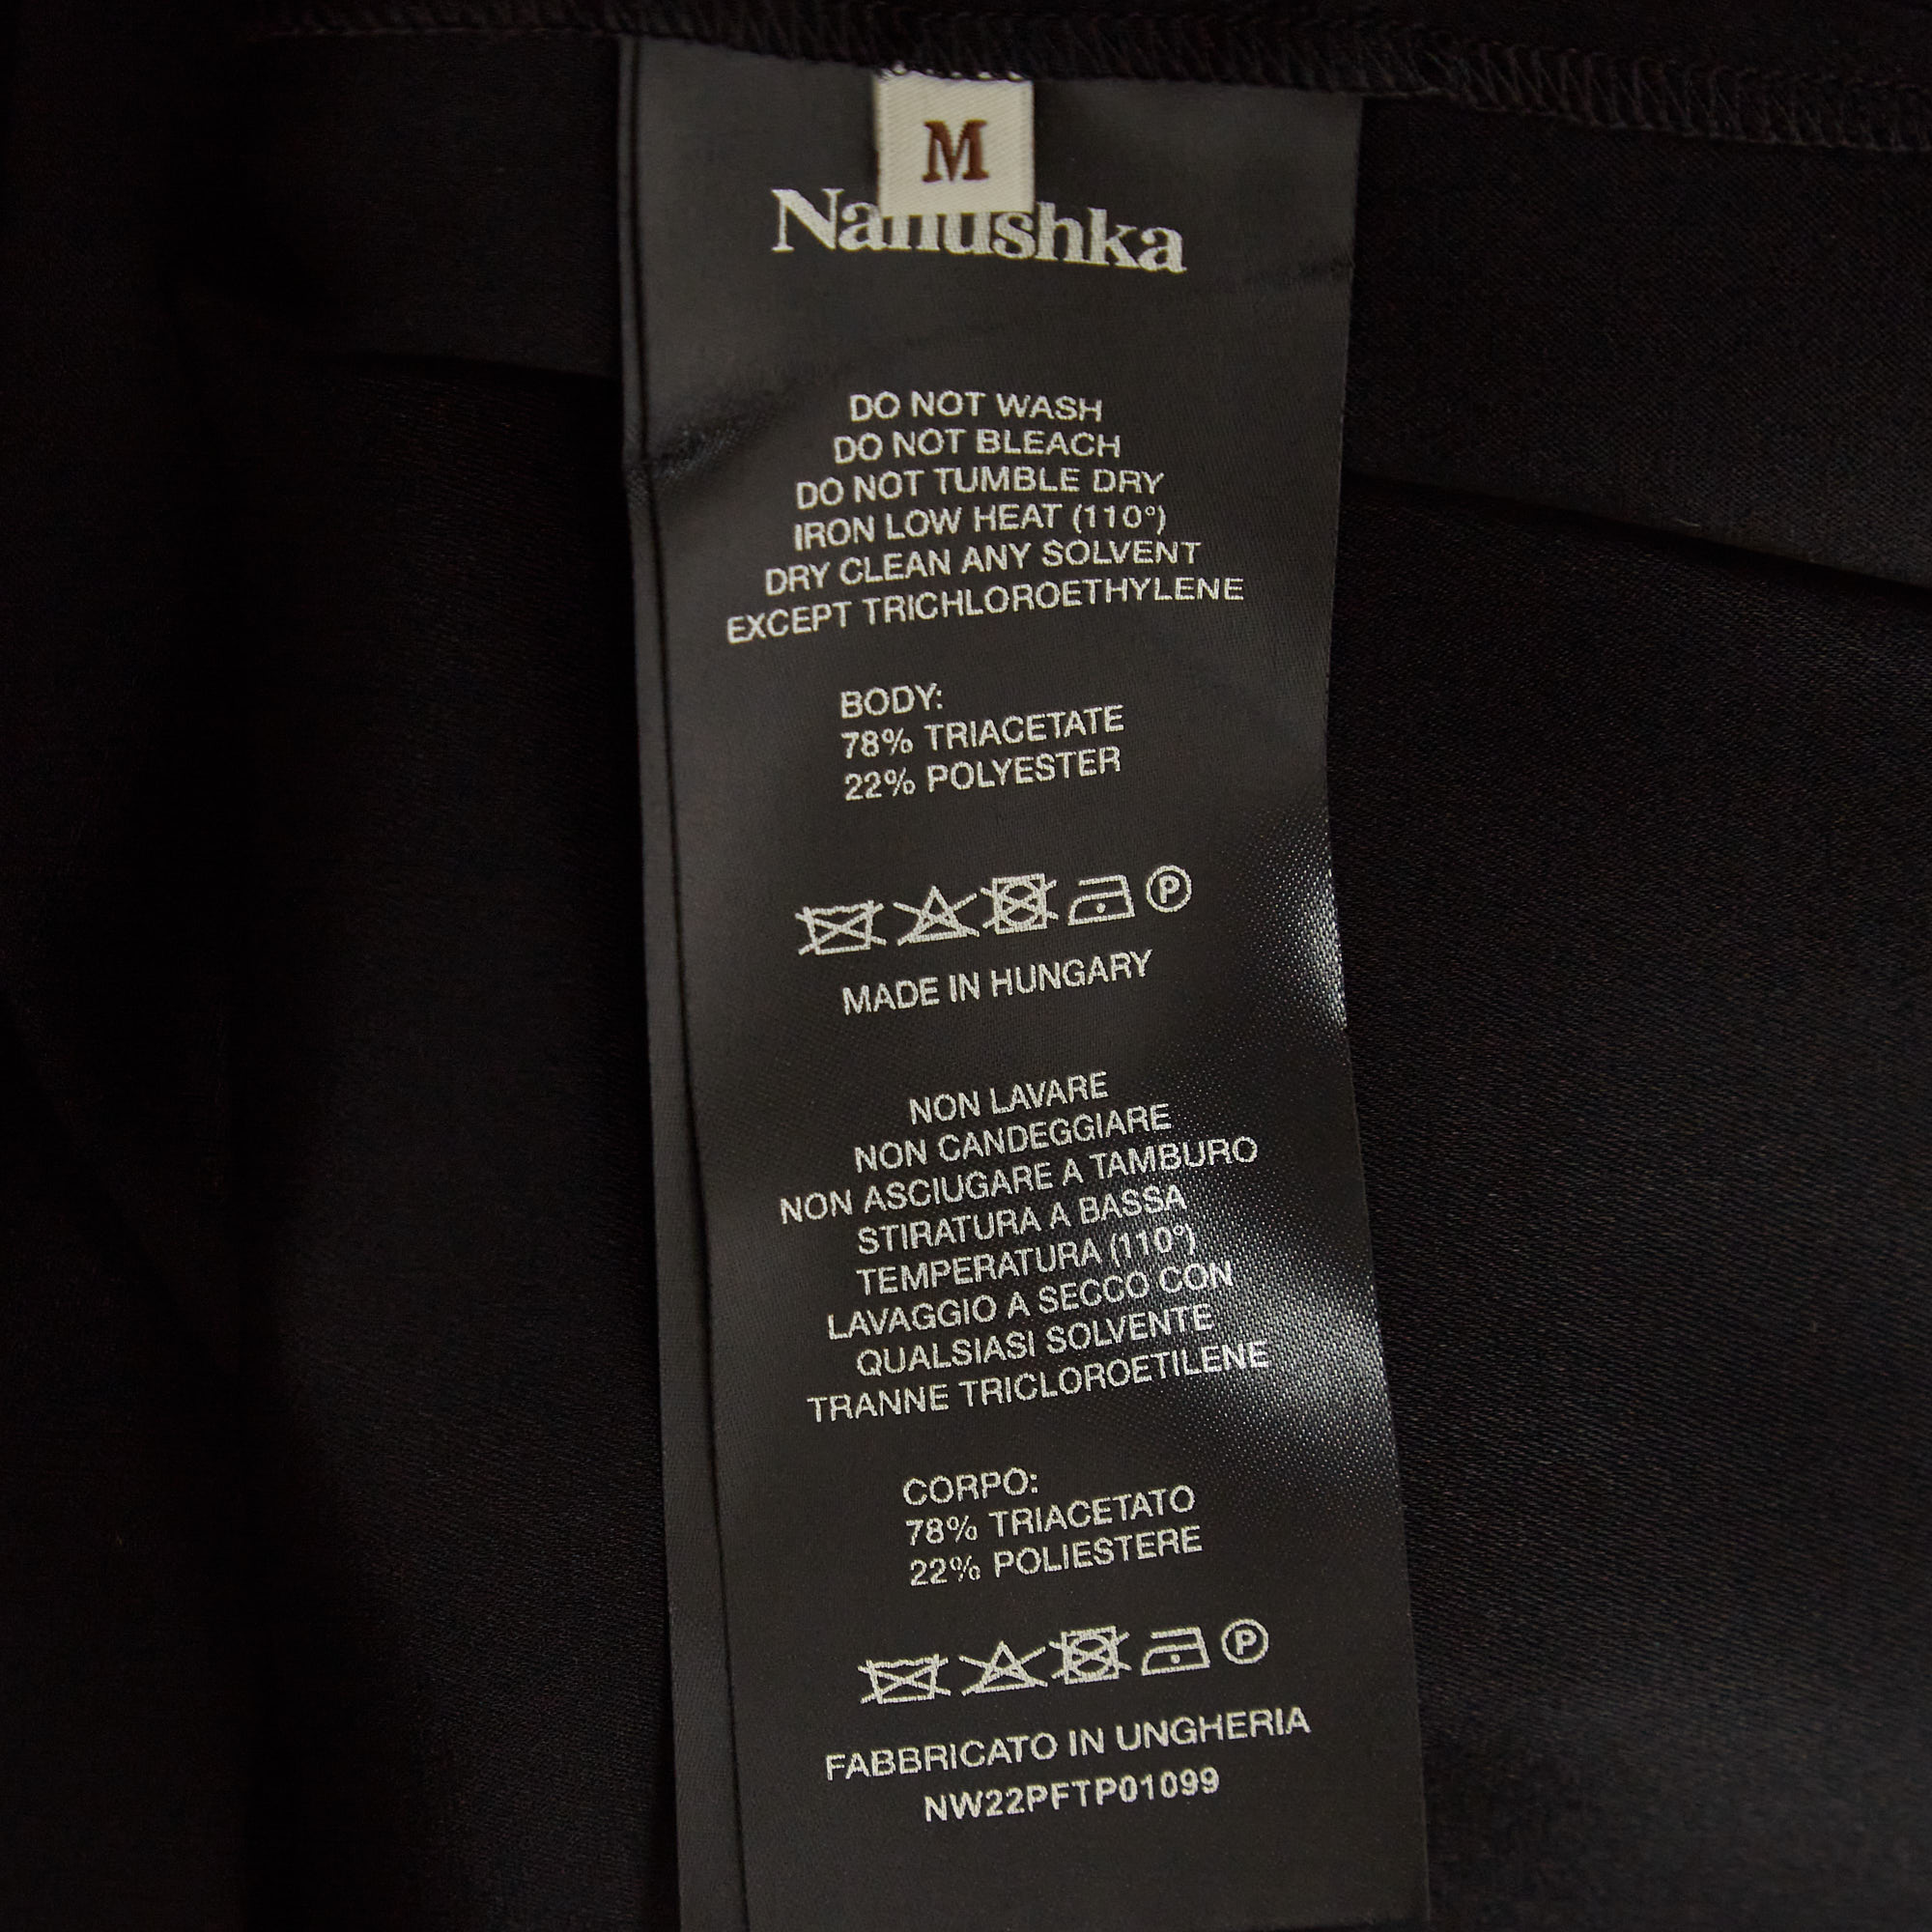 M
Nanushka
DO NOT WASH
DO NOT BLEACH
DO NOT TUMBLE DRY
IRON LOW HEAT (110°)
DRY CLEAN ANY SOLVENT
EXCEPT TRICHLOROETHYLENE
BODY:
78% TRIACETATE
22% POLYESTER
P
MADE IN HUNGARY
NON LAVARE
NON CANDEGGIARE
NON ASCIUGARE A TAMBURO
STIRATURA A BASSA
TEMPERATURA (110°)
LAVAGGIO A SECCO CON
QUALSIASI SOLVENTE
TRANNE TRICLOROETILENE
CORPO:
78% TRIACETATO
22% POLIESTERE
P
FABBRICATO IN UNGHERIA
NW22PFTP01099